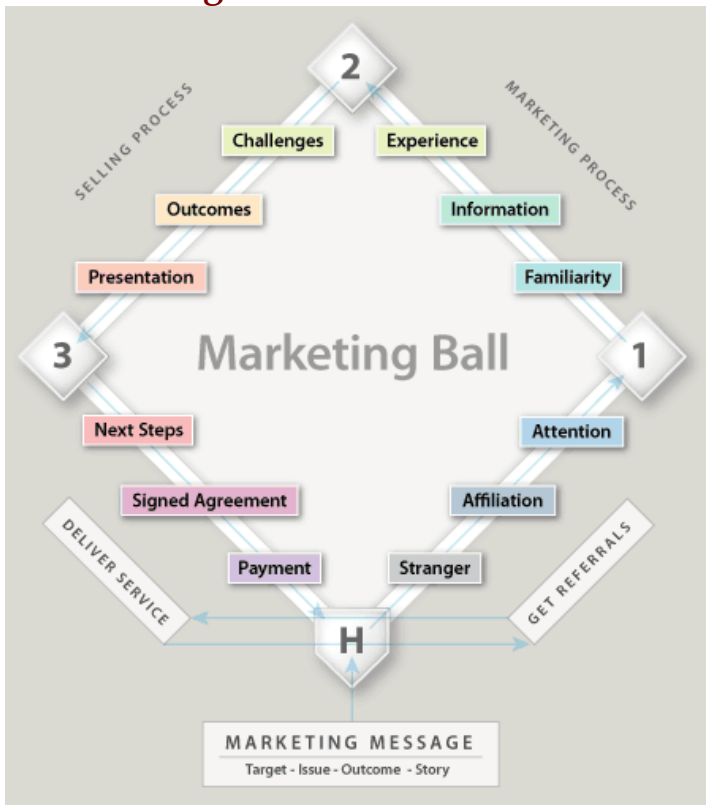 2
SELLING PROCESS
MARKETING PROCESS
Challenges
Experience
Outcomes
Information
Presentation
Familiarity
3
Marketing Ball
1
Next Steps
Attention
Signed Agreement
Affiliation
DELIVER SERVICE
GET REFERRALS
Payment
Stranger
H
MARKETING MESSAGE
Target - Issue - Outcome - Story